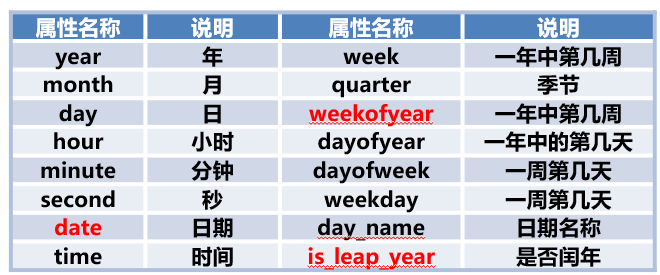 属性名称 说明 属性名称 说明
year 年 week 一年中第几周
month 月 quarter 季节
day 日 weekofyear 一年中第几周
hour 小时 dayofyear 一年中的第几天
minute 分钟 dayofweek 一周第几天
second 秒 weekday 一周第几天
date 日期 day_name 日期名称
time 时间 is_leap_year 是否闰年